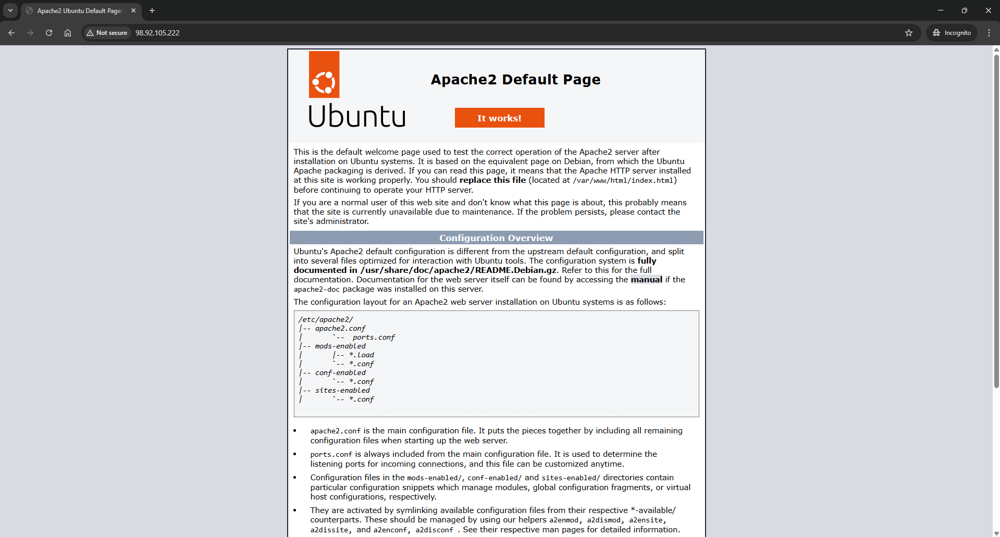 Apache2 Ubuntu Default Page:
Not secure
98.92.105.222
Incognito
Apache2 Default Page
Ubuntu
It works!
This is the default welcome page used to test the correct operation of the Apache2 server after
installation on Ubuntu systems. It is based on the equivalent page on Debian, from which the Ubuntu
Apache packaging is derived. If you can read this page, it means that the Apache HTTP server installed
at this site is working properly. You should replace this file (located at /var/www/html/index.html)
before continuing to operate your HTTP server.
If you are a normal user of this web site and don't know what this page is about, this probably means
that the site is currently unavailable due to maintenance. If the problem persists, please contact the
site's administrator.
Configuration Overview
Ubuntu's Apache2 default configuration is different from the upstream default configuration, and split
into several files optimized for interaction with Ubuntu tools. The configuration system is fully
documented in /usr/share/doc/apache2/README.Debian.gz. Refer to this for the full
documentation. Documentation for the web server itself can be found by accessing the manual if the
apache2-doc package was installed on this server.
The configuration layout for an Apache2 web server installation on Ubuntu systems is as follows:
/etc/apache2/
|-- apache2.conf
|       `--  ports.conf
|-- mods-enabled
|       |-- *.load
|       `-- *.conf
|-- conf-enabled
|       `-- *.conf
|-- sites-enabled
|       `-- *.conf
• apache2.conf is the main configuration file. It puts the pieces together by including all remaining
configuration files when starting up the web server.
• ports.conf is always included from the main configuration file. It is used to determine the
listening ports for incoming connections, and this file can be customized anytime.
• Configuration files in the mods-enabled/, conf-enabled/ and sites-enabled/ directories contain
particular configuration snippets which manage modules, global configuration fragments, or virtual
host configurations, respectively.
• They are activated by symlinking available configuration files from their respective *-available/
counterparts. These should be managed by using our helpers a2enmod, a2dismod, a2ensite,
a2dissite, and a2enconf, a2disconf . See their respective man pages for detailed information.